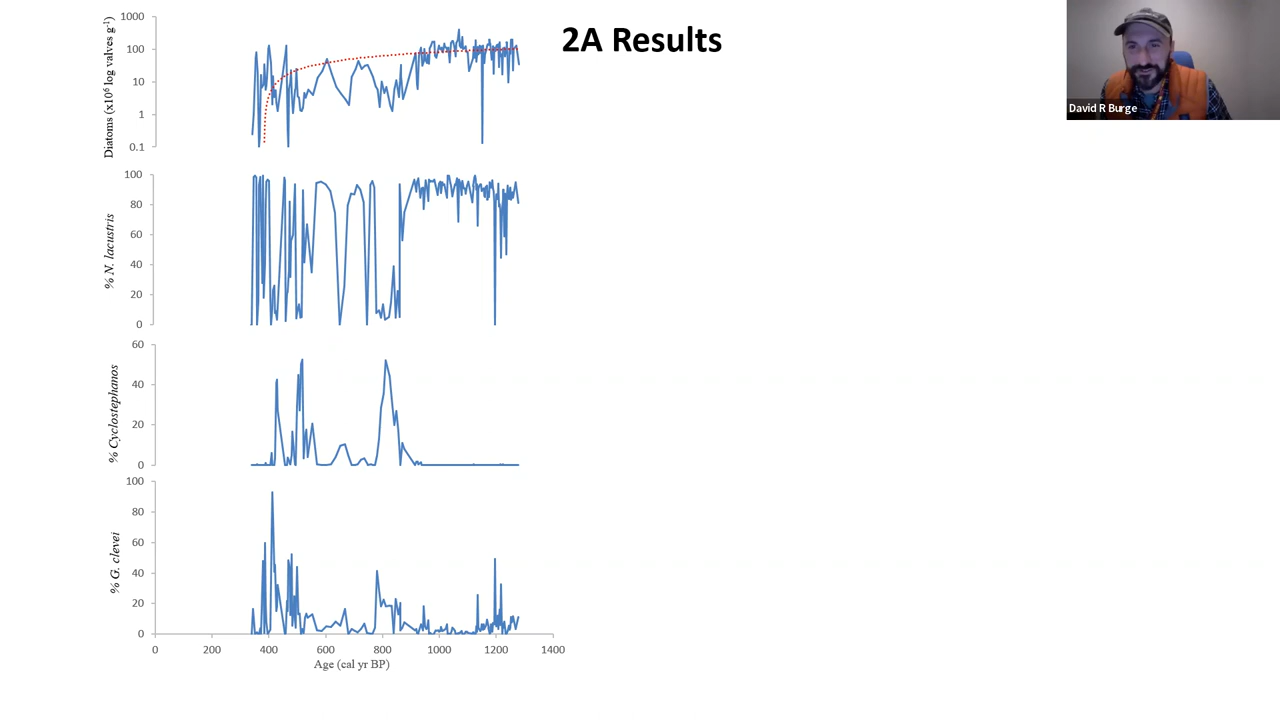 2A Results
David R Burge
Diatoms (x10⁶ log valves g⁻¹)
1000
100
10
1
0.1
% N. lacustris
100
80
60
40
20
0
% Cyclostephanos
60
40
20
0
% G. clevei
100
80
60
40
20
0
0 200 400 600 800 1000 1200 1400
Age (cal yr BP)